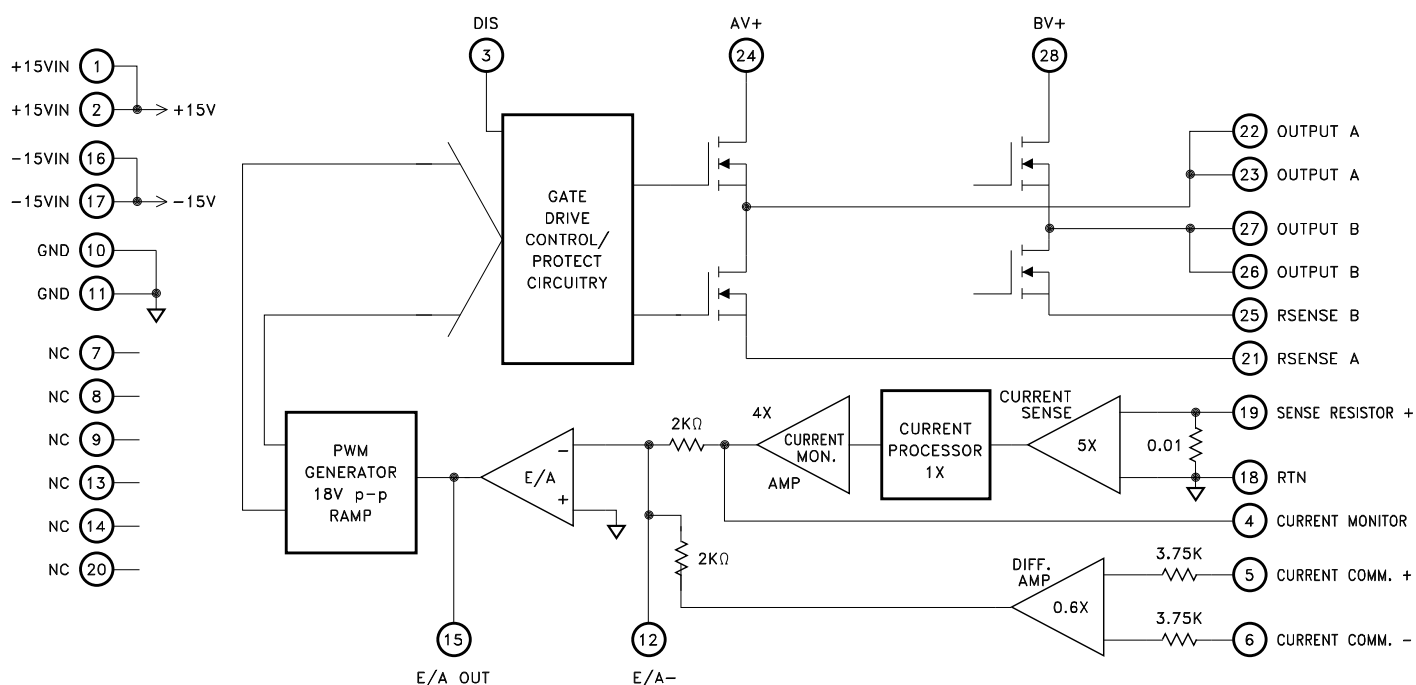 DIS
3
AV+
24
BV+
28
+15VIN 1
+15VIN 2 +15V
-15VIN 16
-15VIN 17 -15V
GND 10
GND 11
NC 7
NC 8
NC 9
NC 13
NC 14
NC 20
GATE
DRIVE
CONTROL/
PROTECT
CIRCUITRY
22 OUTPUT A
23 OUTPUT A
27 OUTPUT B
26 OUTPUT B
25 RSENSE B
21 RSENSE A
PWM
GENERATOR
18V p-p
RAMP
E/A
-
+
2KΩ
4X
CURRENT
MON.
AMP
CURRENT
PROCESSOR
1X
CURRENT
SENSE
5X
0.01
19 SENSE RESISTOR +
18 RTN
4 CURRENT MONITOR
2KΩ
DIFF.
AMP
0.6X
3.75K
5 CURRENT COMM. +
3.75K
6 CURRENT COMM. -
15
E/A OUT
12
E/A-